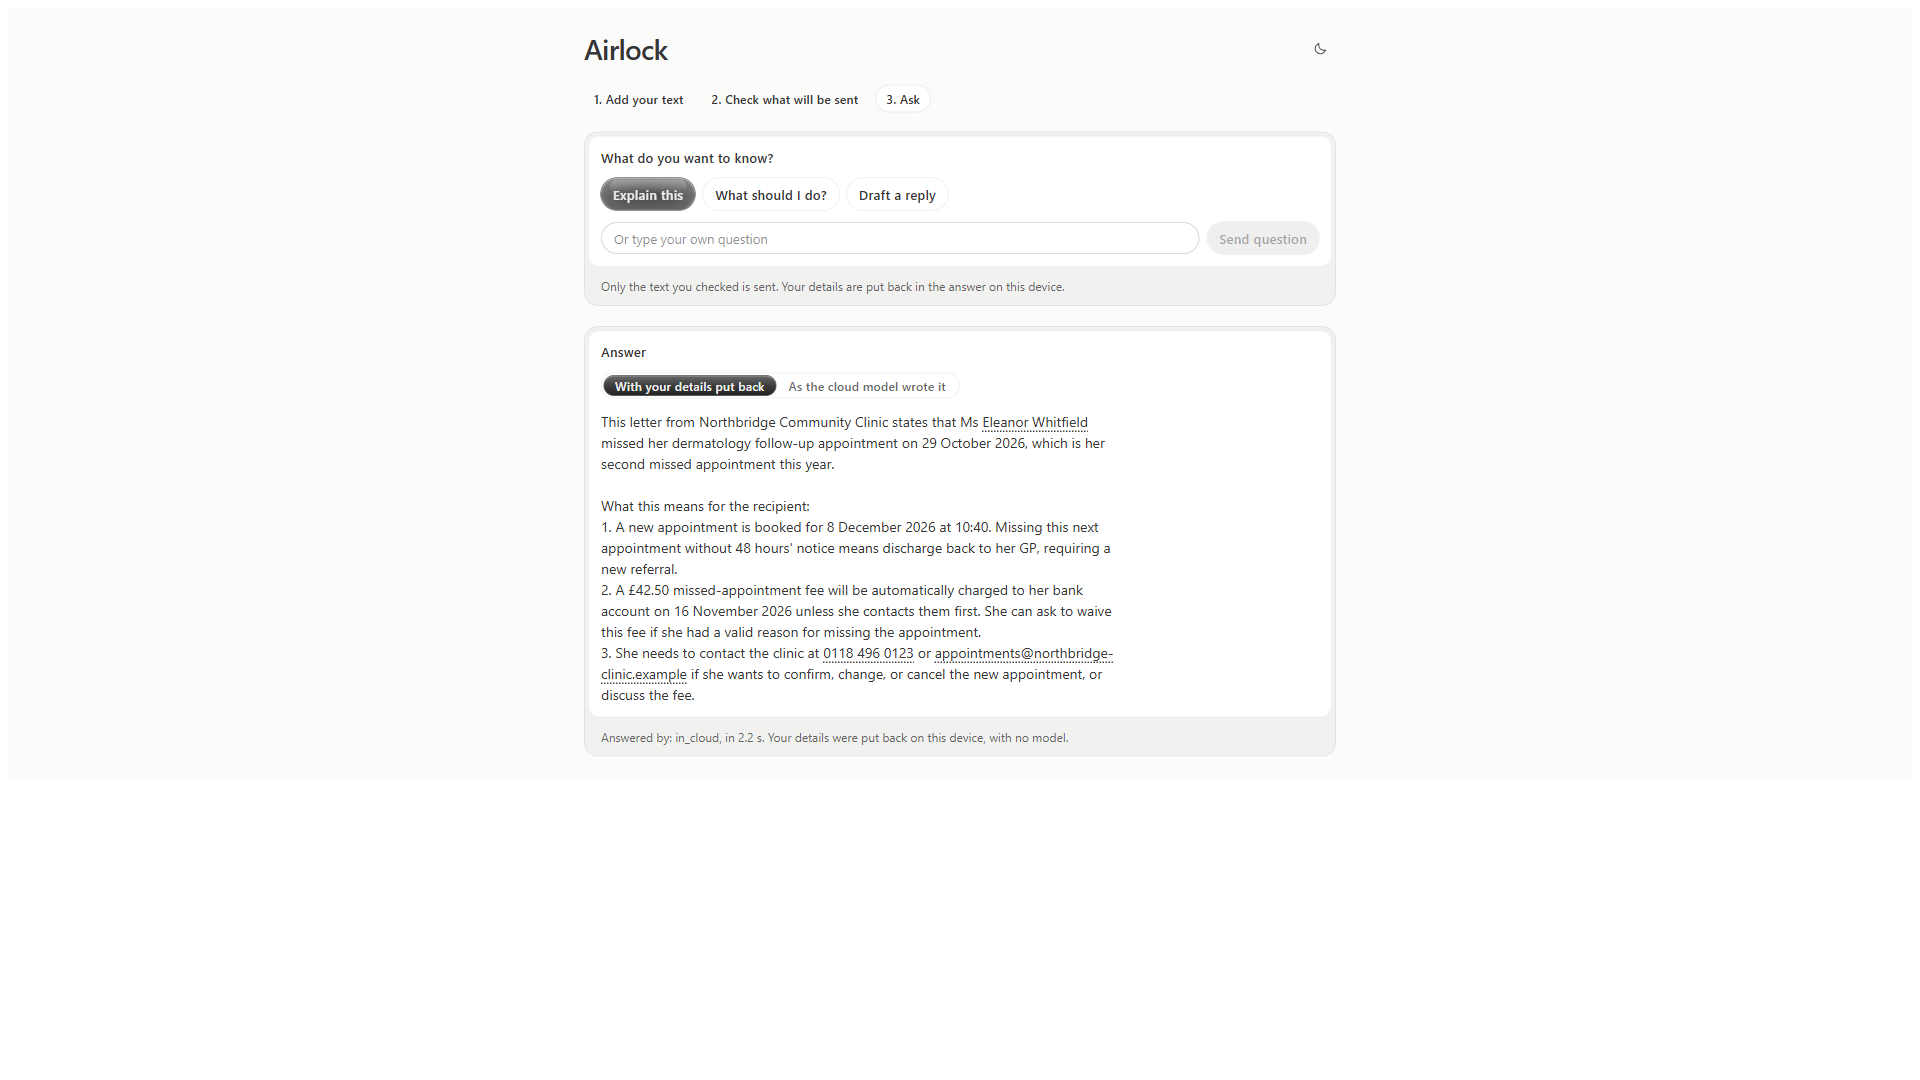 Airlock
1. Add your text
2. Check what will be sent
3. Ask
What do you want to know?
Explain this
What should I do?
Draft a reply
Or type your own question
Send question
Only the text you checked is sent. Your details are put back in the answer on this device.
Answer
With your details put back
As the cloud model wrote it
This letter from Northbridge Community Clinic states that Ms Eleanor Whitfield
missed her dermatology follow-up appointment on 29 October 2026, which is her
second missed appointment this year.
What this means for the recipient:
1. A new appointment is booked for 8 December 2026 at 10:40. Missing this next
appointment without 48 hours' notice means discharge back to her GP, requiring a
new referral.
2. A £42.50 missed-appointment fee will be automatically charged to her bank
account on 16 November 2026 unless she contacts them first. She can ask to waive
this fee if she had a valid reason for missing the appointment.
3. She needs to contact the clinic at 0118 496 0123 or appointments@northbridge-
clinic.example if she wants to confirm, change, or cancel the new appointment, or
discuss the fee.
Answered by: in_cloud, in 2.2 s. Your details were put back on this device, with no model.